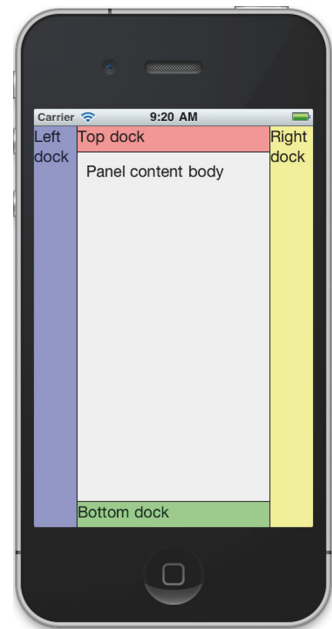 Carrier 9:20 AM
Left
dock
Top dock
Right
dock
Panel content body
Bottom dock